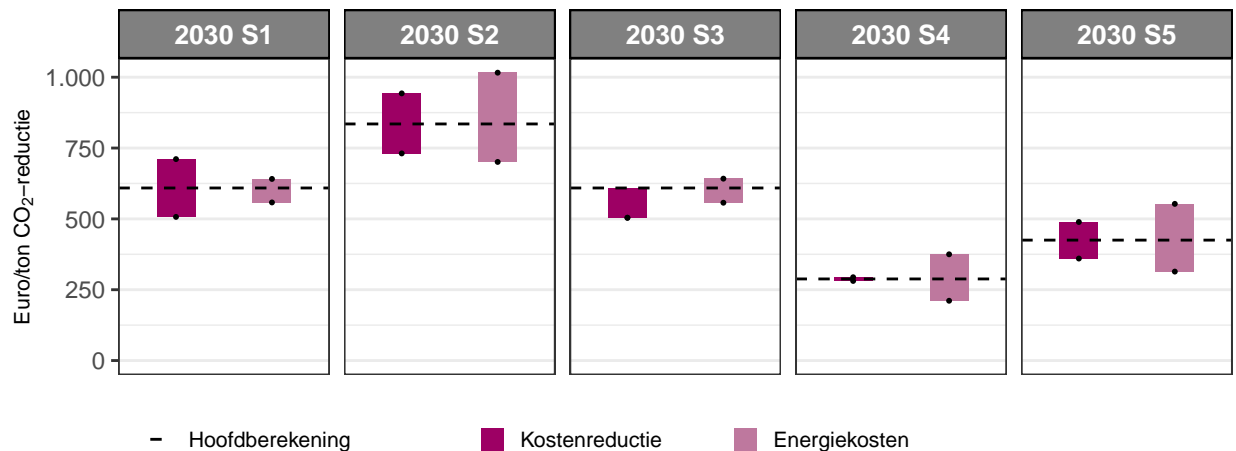 2030 S1 2030 S2 2030 S3 2030 S4 2030 S5
Euro/ton CO₂−reductie
1.000
750
500
250
0
Hoofdberekening Kostenreductie Energiekosten